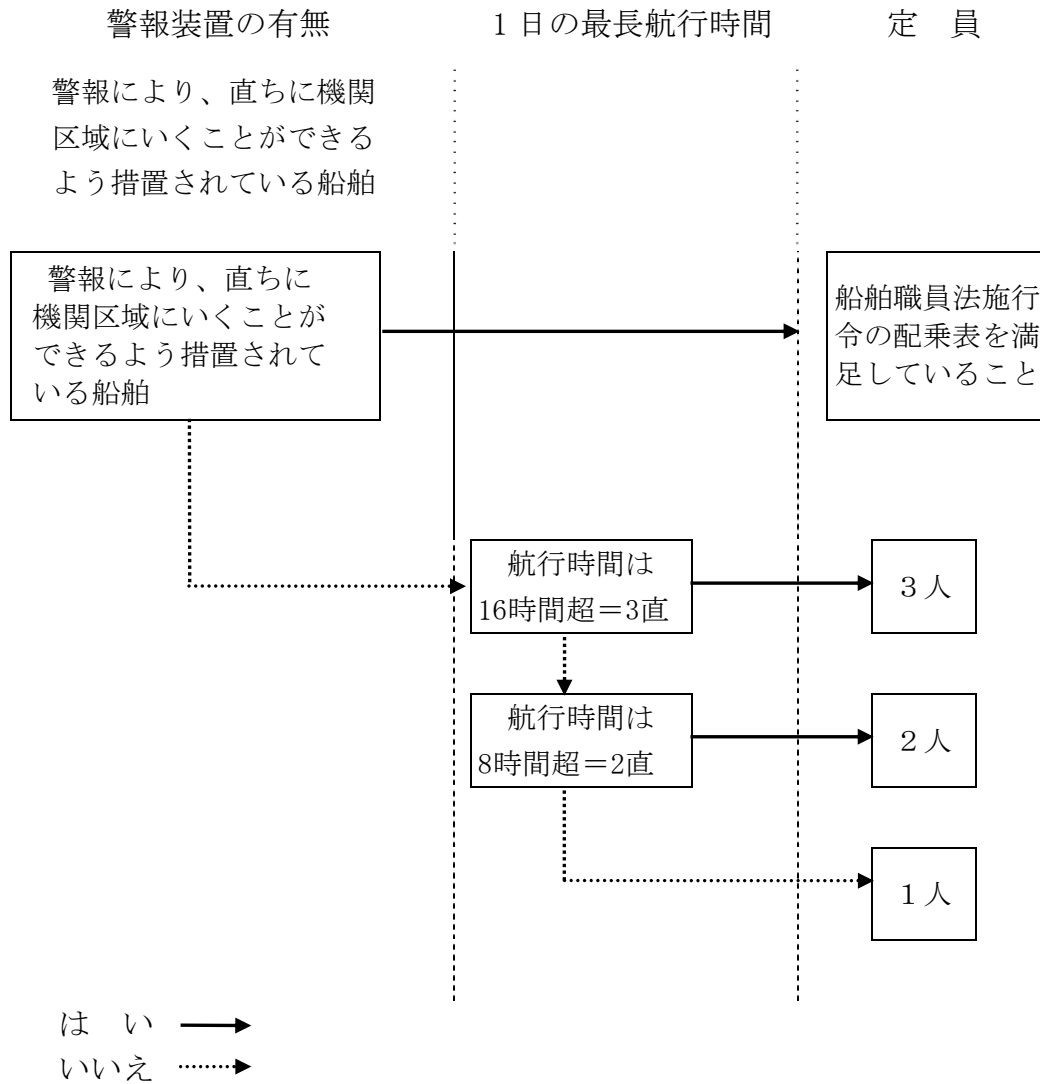 警報装置の有無
１日の最長航行時間
定　員
警報により、直ちに機関
区域にいくことができる
よう措置されている船舶
警報により、直ちに
機関区域にいくことが
できるよう措置されて
いる船舶
船舶職員法施行
令の配乗表を満
足していること
航行時間は
16時間超＝3直
３人
航行時間は
8時間超＝2直
２人
１人
は　い
いいえ